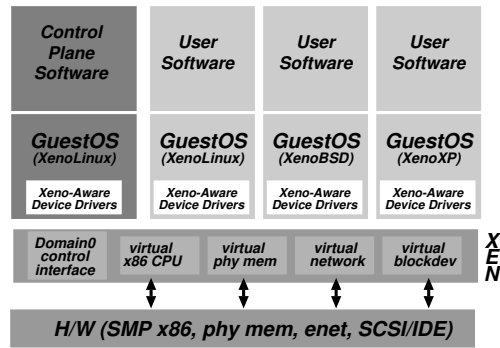 Control
Plane
Software
User
Software
User
Software
User
Software
GuestOS
(XenoLinux)
Xeno-Aware
Device Drivers
GuestOS
(XenoLinux)
Xeno-Aware
Device Drivers
GuestOS
(XenoBSD)
Xeno-Aware
Device Drivers
GuestOS
(XenoXP)
Xeno-Aware
Device Drivers
Domain0
control
interface
virtual
x86 CPU
virtual
phy mem
virtual
network
virtual
blockdev
X
E
N
H/W (SMP x86, phy mem, enet, SCSI/IDE)